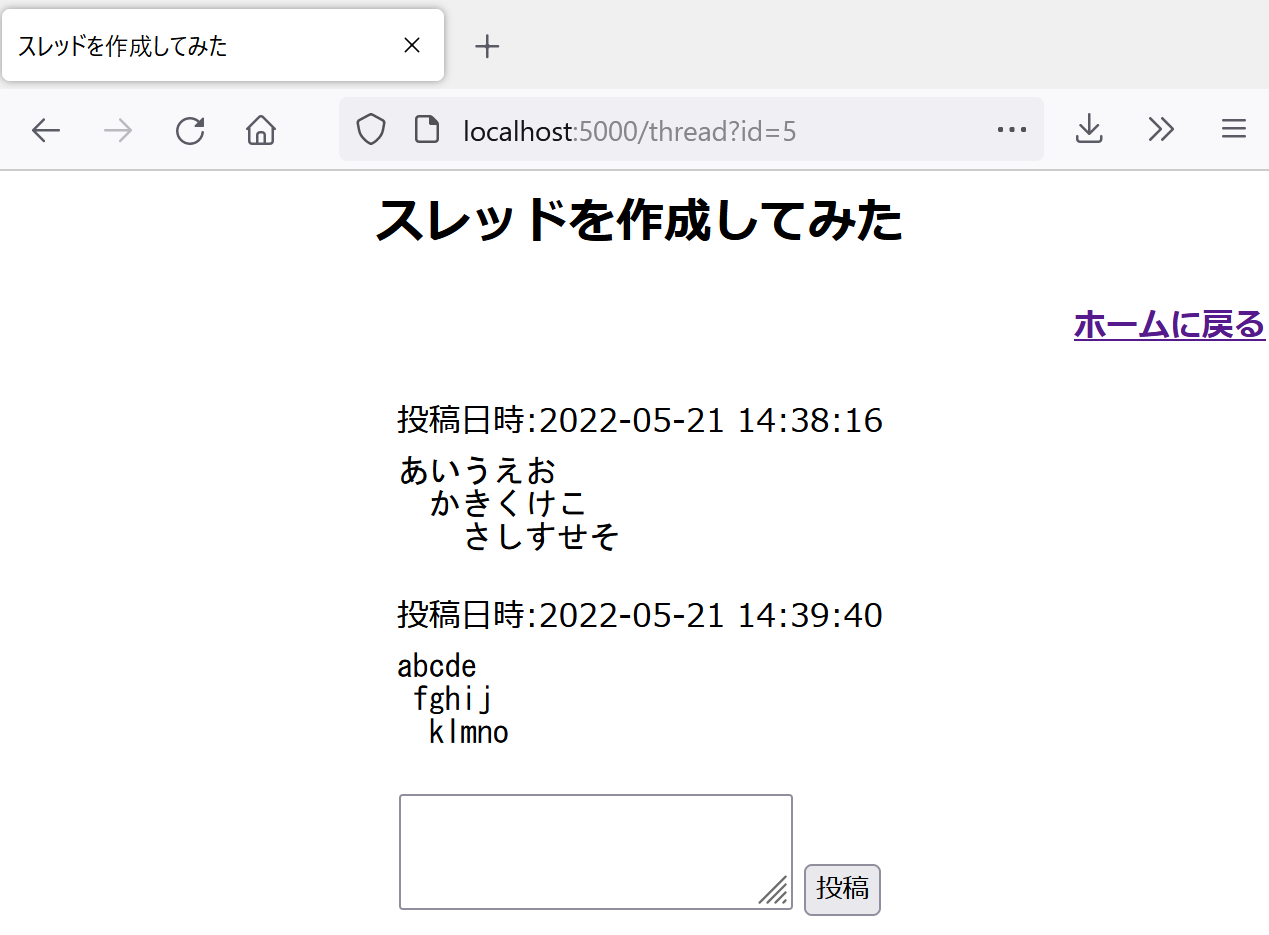 スレッドを作成してみた
localhost:5000/thread?id=5
スレッドを作成してみた
ホームに戻る
投稿日時:2022-05-21 14:38:16
あいうえお
　かきくけこ
　　さしすせそ
投稿日時:2022-05-21 14:39:40
abcde
 fghij
  klmno
投稿